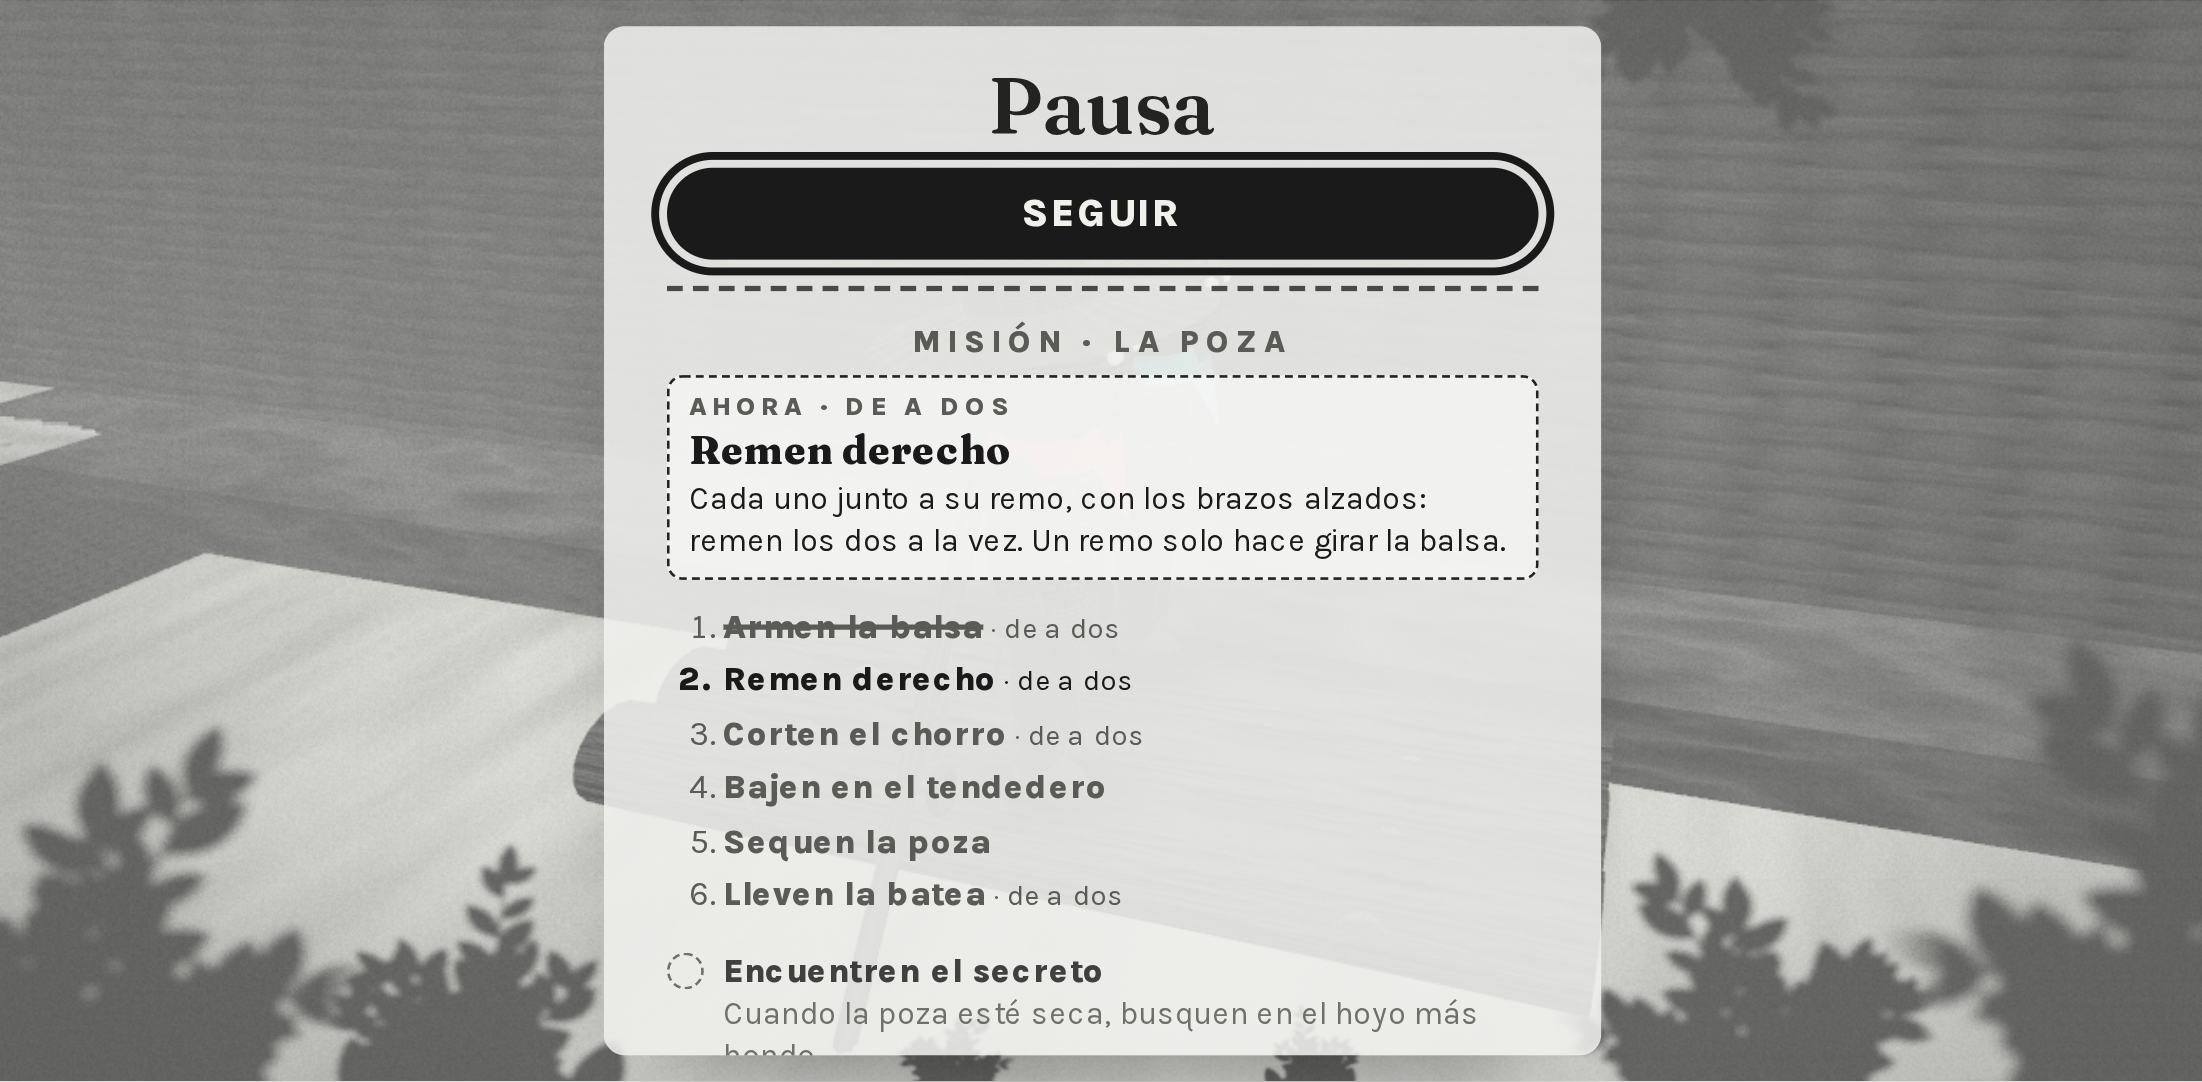 Pausa
SEGUIR
MISIÓN · LA POZA
AHORA · DE A DOS
Remen derecho
Cada uno junto a su remo, con los brazos alzados:
remen los dos a la vez. Un remo solo hace girar la balsa.
1. Armen la balsa · de a dos
2. Remen derecho · de a dos
3. Corten el chorro · de a dos
4. Bajen en el tendedero
5. Sequen la poza
6. Lleven la batea · de a dos
Encuentren el secreto
Cuando la poza esté seca, busquen en el hoyo más
hondo.